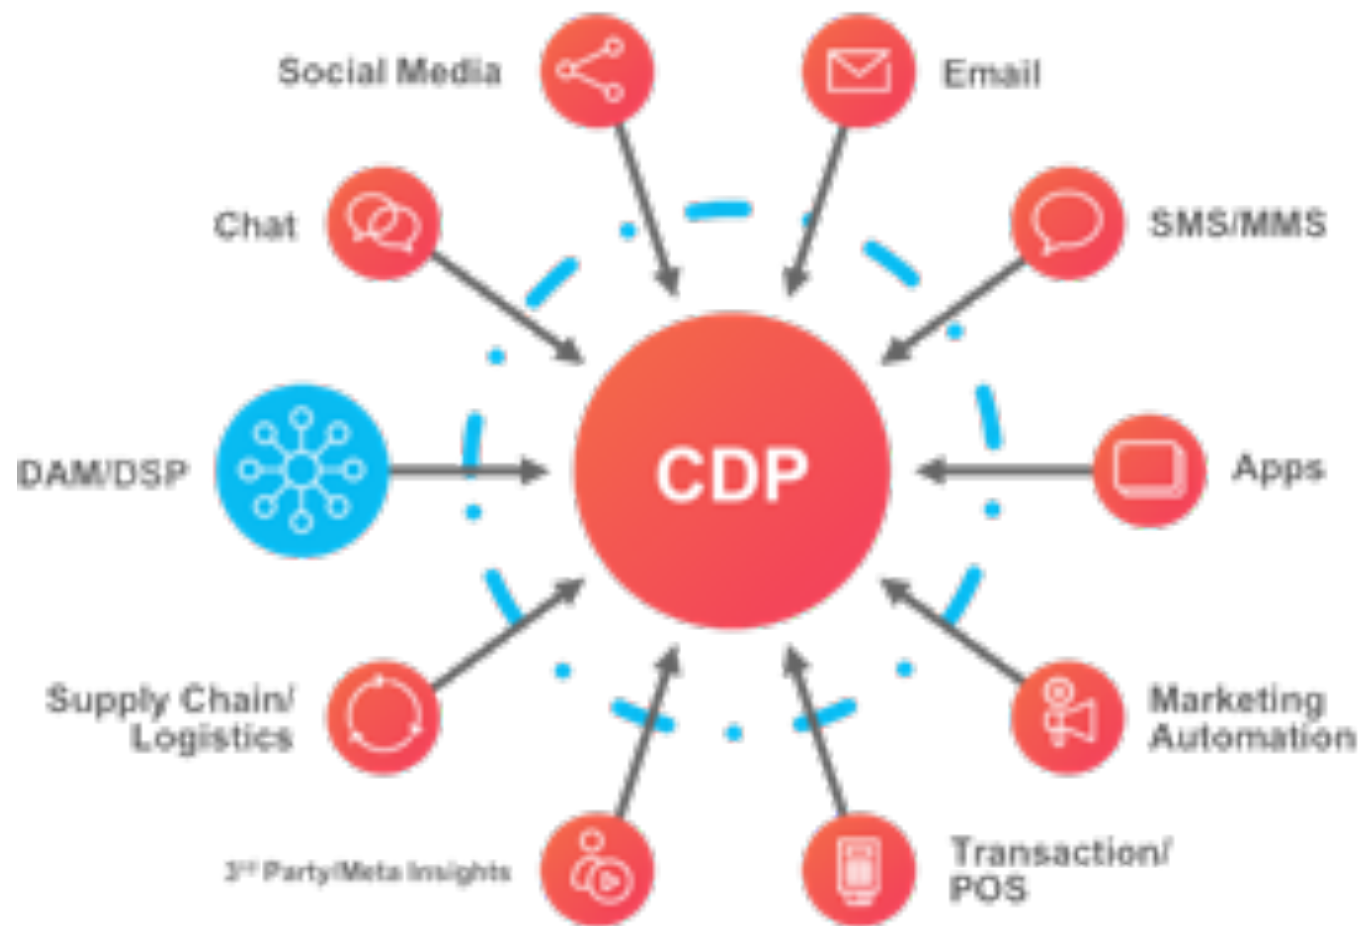 Social Media
Email
Chat
SMS/MMS
CDP
DAM/DSP
Apps
Supply Chain/
Logistics
Marketing
Automation
3rd Party/Meta Insights
Transaction/
POS